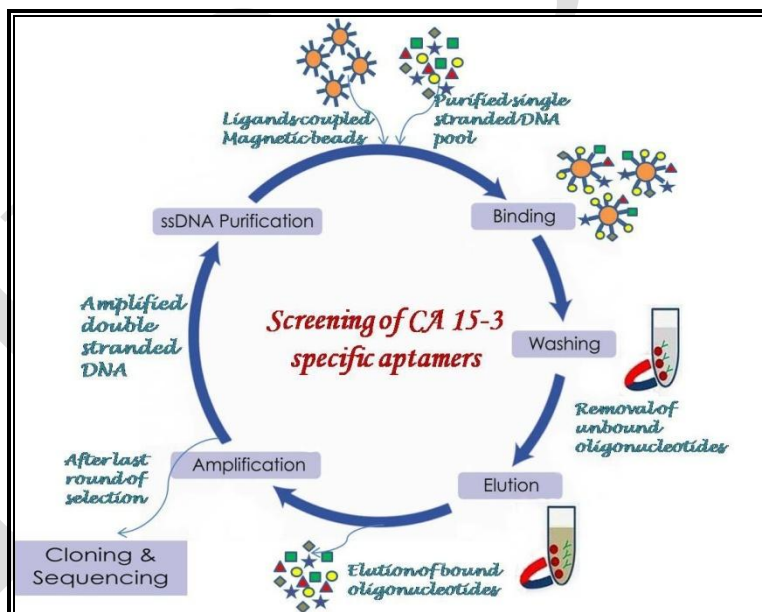 Ligands coupled
Magnetic beads
Purified single
stranded DNA
pool
Binding
Washing
Removal of
unbound
oligonucleotides
Elution
Elution of bound
oligonucleotides
Amplification
After last
round of
selection
Cloning &
Sequencing
Amplified
double
stranded
DNA
ssDNA Purification
Screening of CA 15-3
specific aptamers